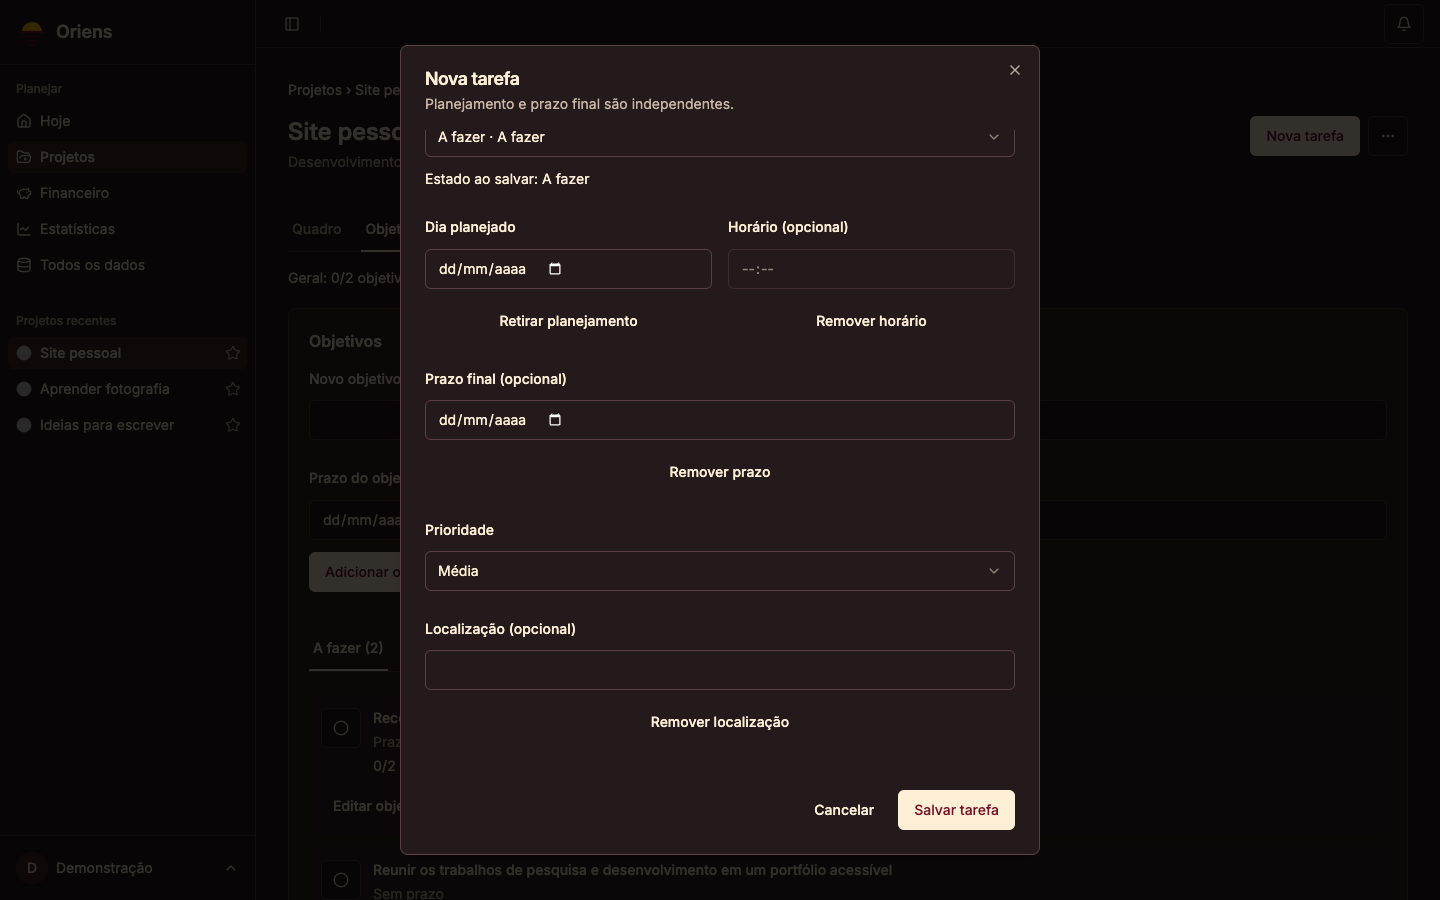 Oriens
Planejar
Hoje
Projetos
Financeiro
Estatísticas
Todos os dados
Projetos recentes
Site pessoal
Aprender fotografia
Ideias para escrever
D Demonstração
Projetos › Site pe
Site pesso
Desenvolvimento
Nova tarefa
Quadro Objet
Geral: 0/2 objetiv
Objetivos
Novo objetivo
Prazo do obje
dd/mm/aaa
Adicionar o
A fazer (2)
Rec
Praz
0/2
Editar obje
Reunir os trabalhos de pesquisa e desenvolvimento em um portfólio acessível
Sem prazo
Nova tarefa
Planejamento e prazo final são independentes.
A fazer · A fazer
Estado ao salvar: A fazer
Dia planejado Horário (opcional)
dd/mm/aaaa --:--
Retirar planejamento Remover horário
Prazo final (opcional)
dd/mm/aaaa
Remover prazo
Prioridade
Média
Localização (opcional)
Remover localização
Cancelar Salvar tarefa